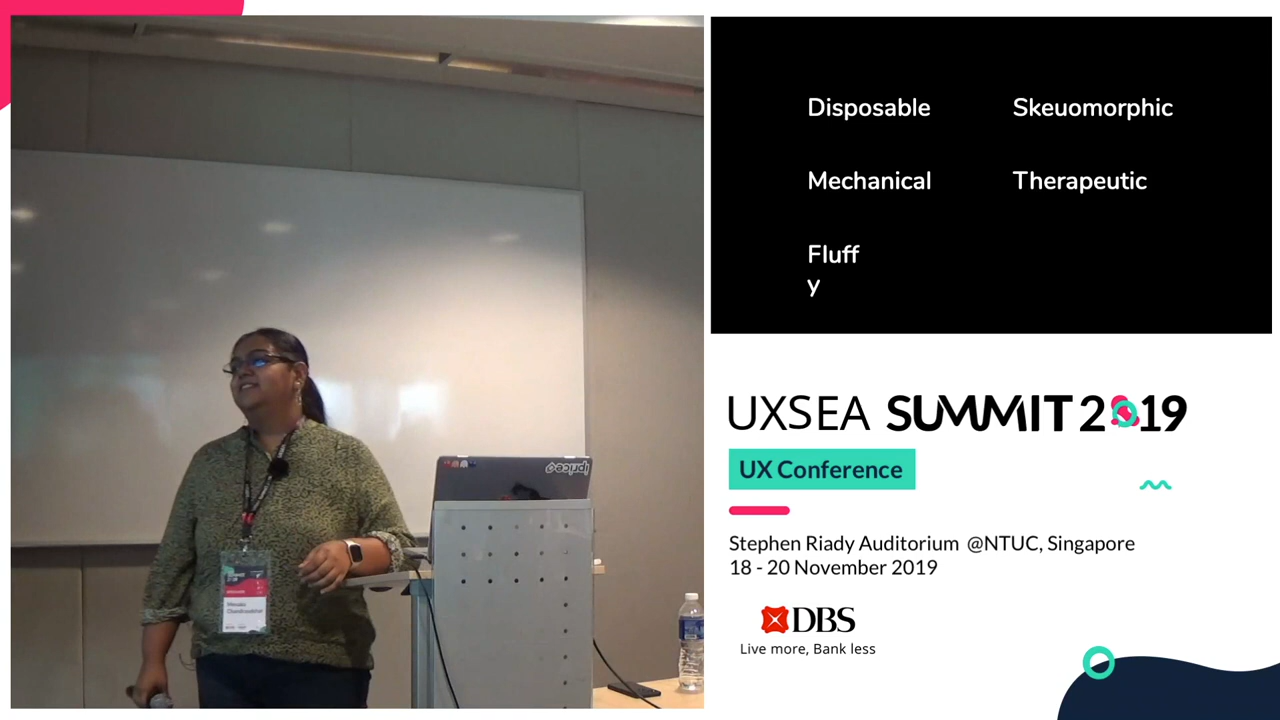 Disposable
Skeuomorphic
Mechanical
Therapeutic
Fluff
y
UXSEA SUMMIT 2019
UX Conference
Stephen Riady Auditorium @NTUC, Singapore
18 - 20 November 2019
DBS
Live more, Bank less
iprice